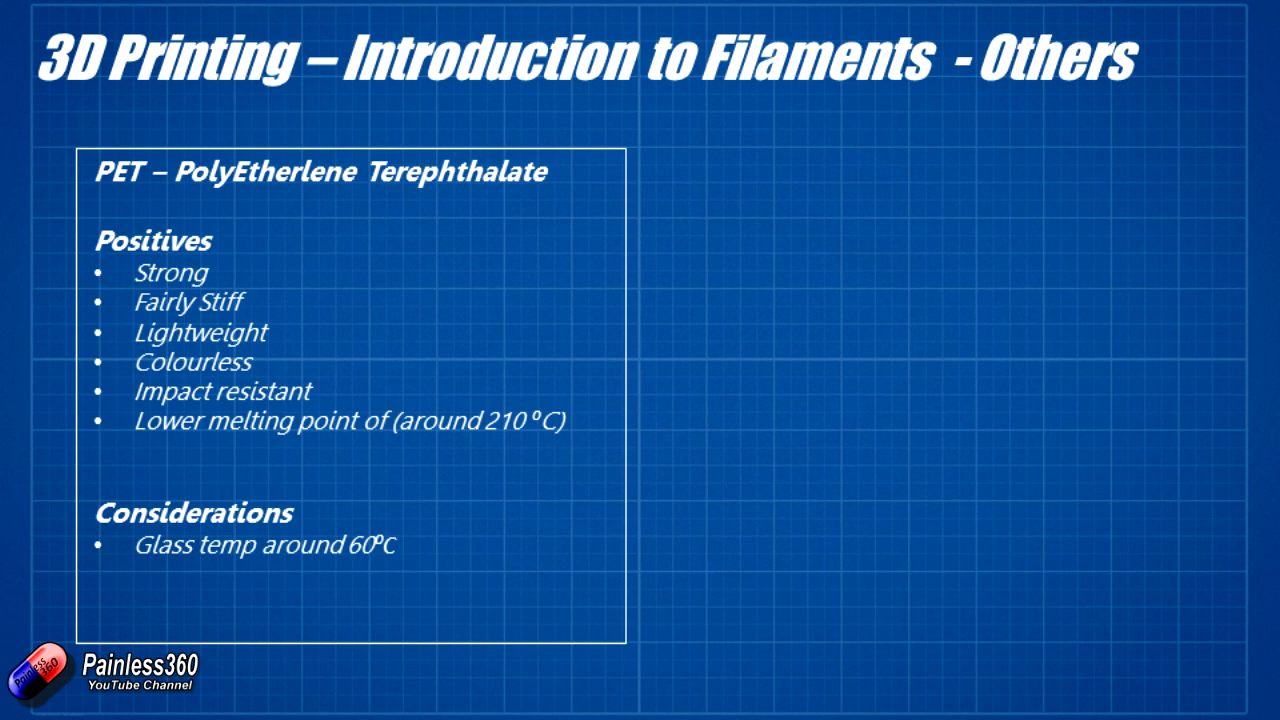 3D Printing – Introduction to Filaments - Others
PET – PolyEtherlene Terephthalate
Positives
• Strong
• Fairly Stiff
• Lightweight
• Colourless
• Impact resistant
• Lower melting point of (around 210 ºC)
Considerations
• Glass temp around 60ºC
Painless360
Painless360
YouTube Channel